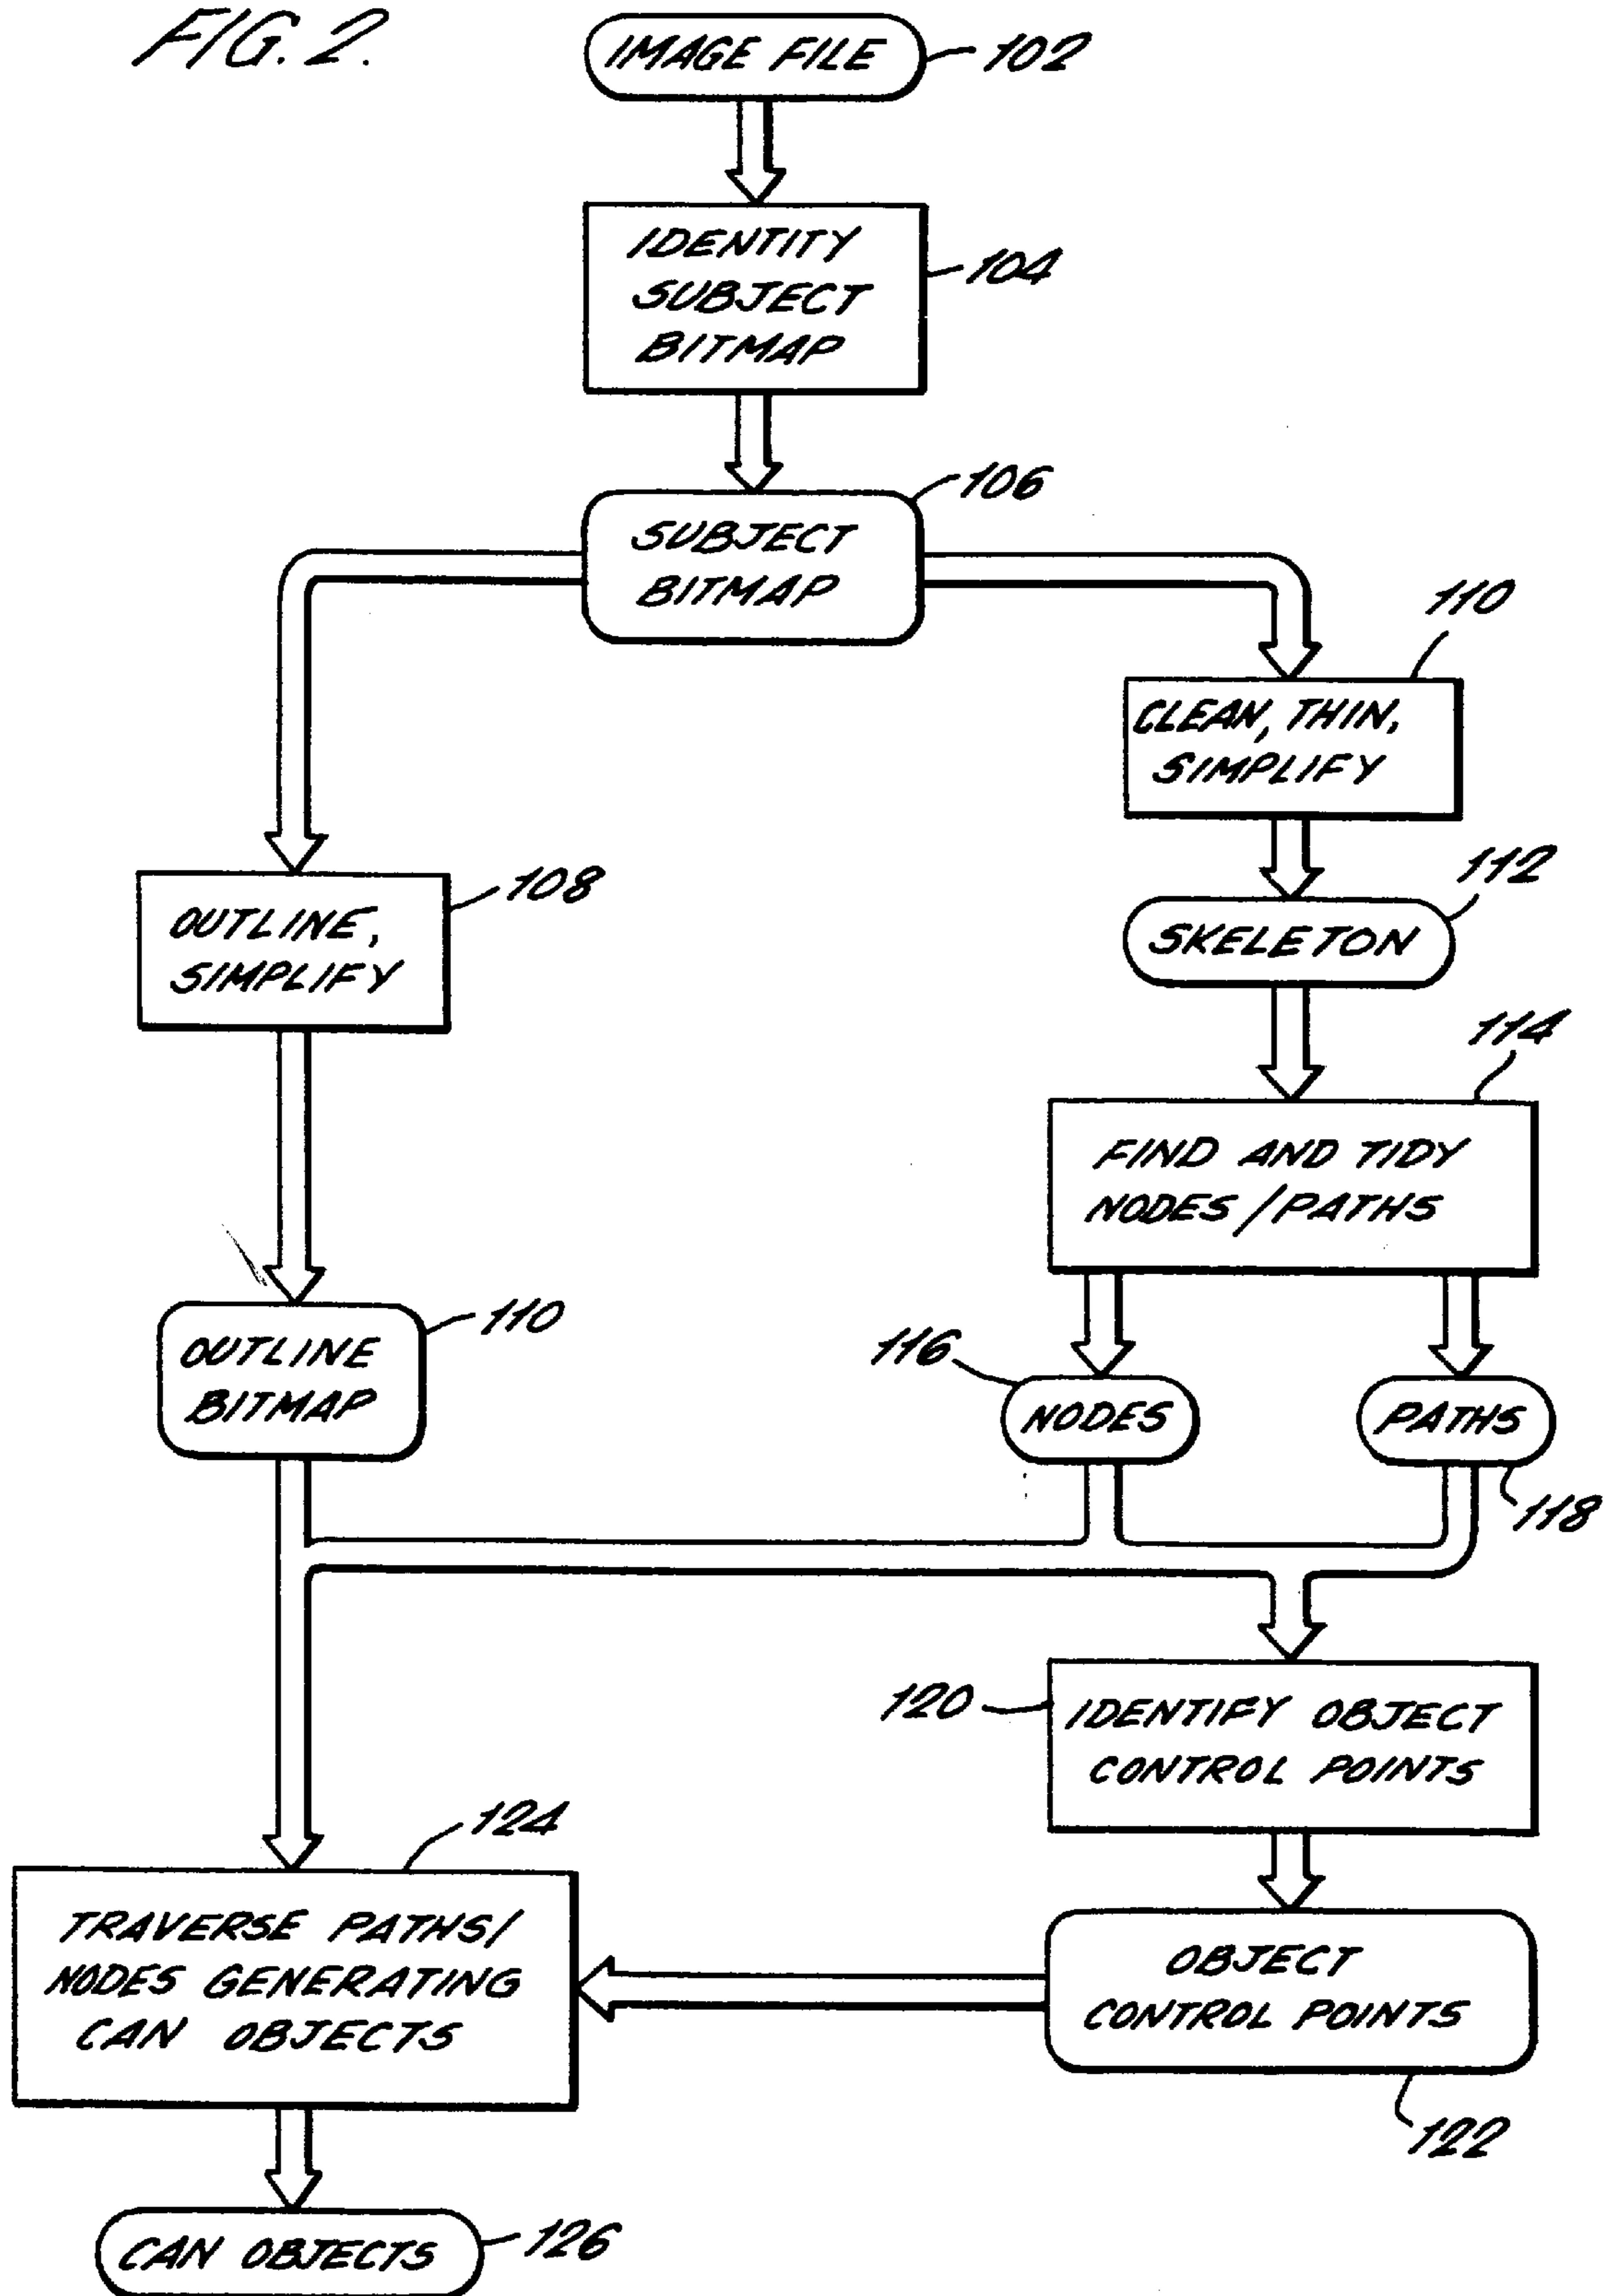 FIG. 2.
IMAGE FILE
102
IDENTITY
SUBJECT
BITMAP
104
106
SUBJECT
BITMAP
110
CLEAN, THIN,
SIMPLIFY
112
SKELETON
108
OUTLINE,
SIMPLIFY
114
FIND AND TIDY
NODES/PATHS
110
OUTLINE
BITMAP
116
NODES
PATHS
118
120
IDENTIFY OBJECT
CONTROL POINTS
124
TRAVERSE PATHS/
NODES GENERATING
CAN OBJECTS
OBJECT
CONTROL POINTS
122
CAN OBJECTS
126